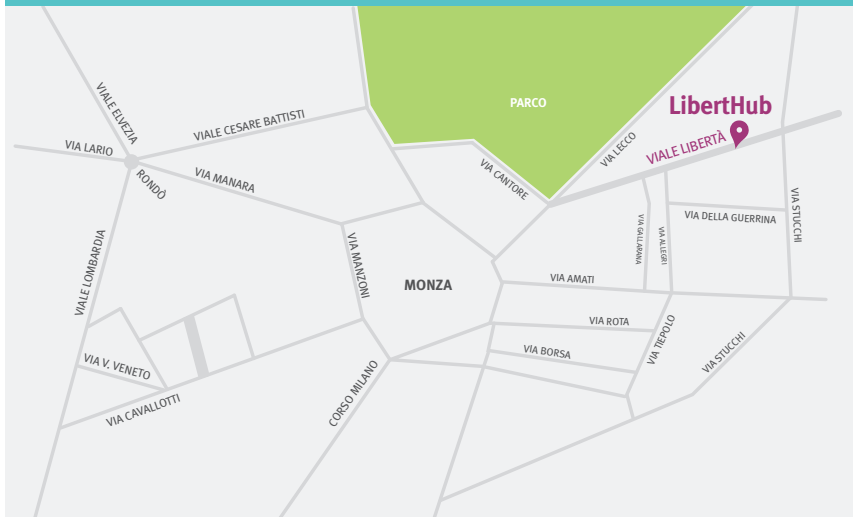 PARCO
LibertHub
VIALE ELVEZIA
VIALE CESARE BATTISTI
VIALE LIBERTÀ
VIA LARIO
VIA LECCO
RONDÒ
VIA MANARA
VIA CANTORE
VIA STUCCHI
VIA DELLA GUERRINA
VIA GALLARANA
VIA ALLEGRI
VIALE LOMBARDIA
VIA MANZONI
MONZA
VIA AMATI
VIA ROTA
VIA TIEPOLO
VIA BORSA
VIA STUCCHI
VIA V. VENETO
CORSO MILANO
VIA CAVALLOTTI